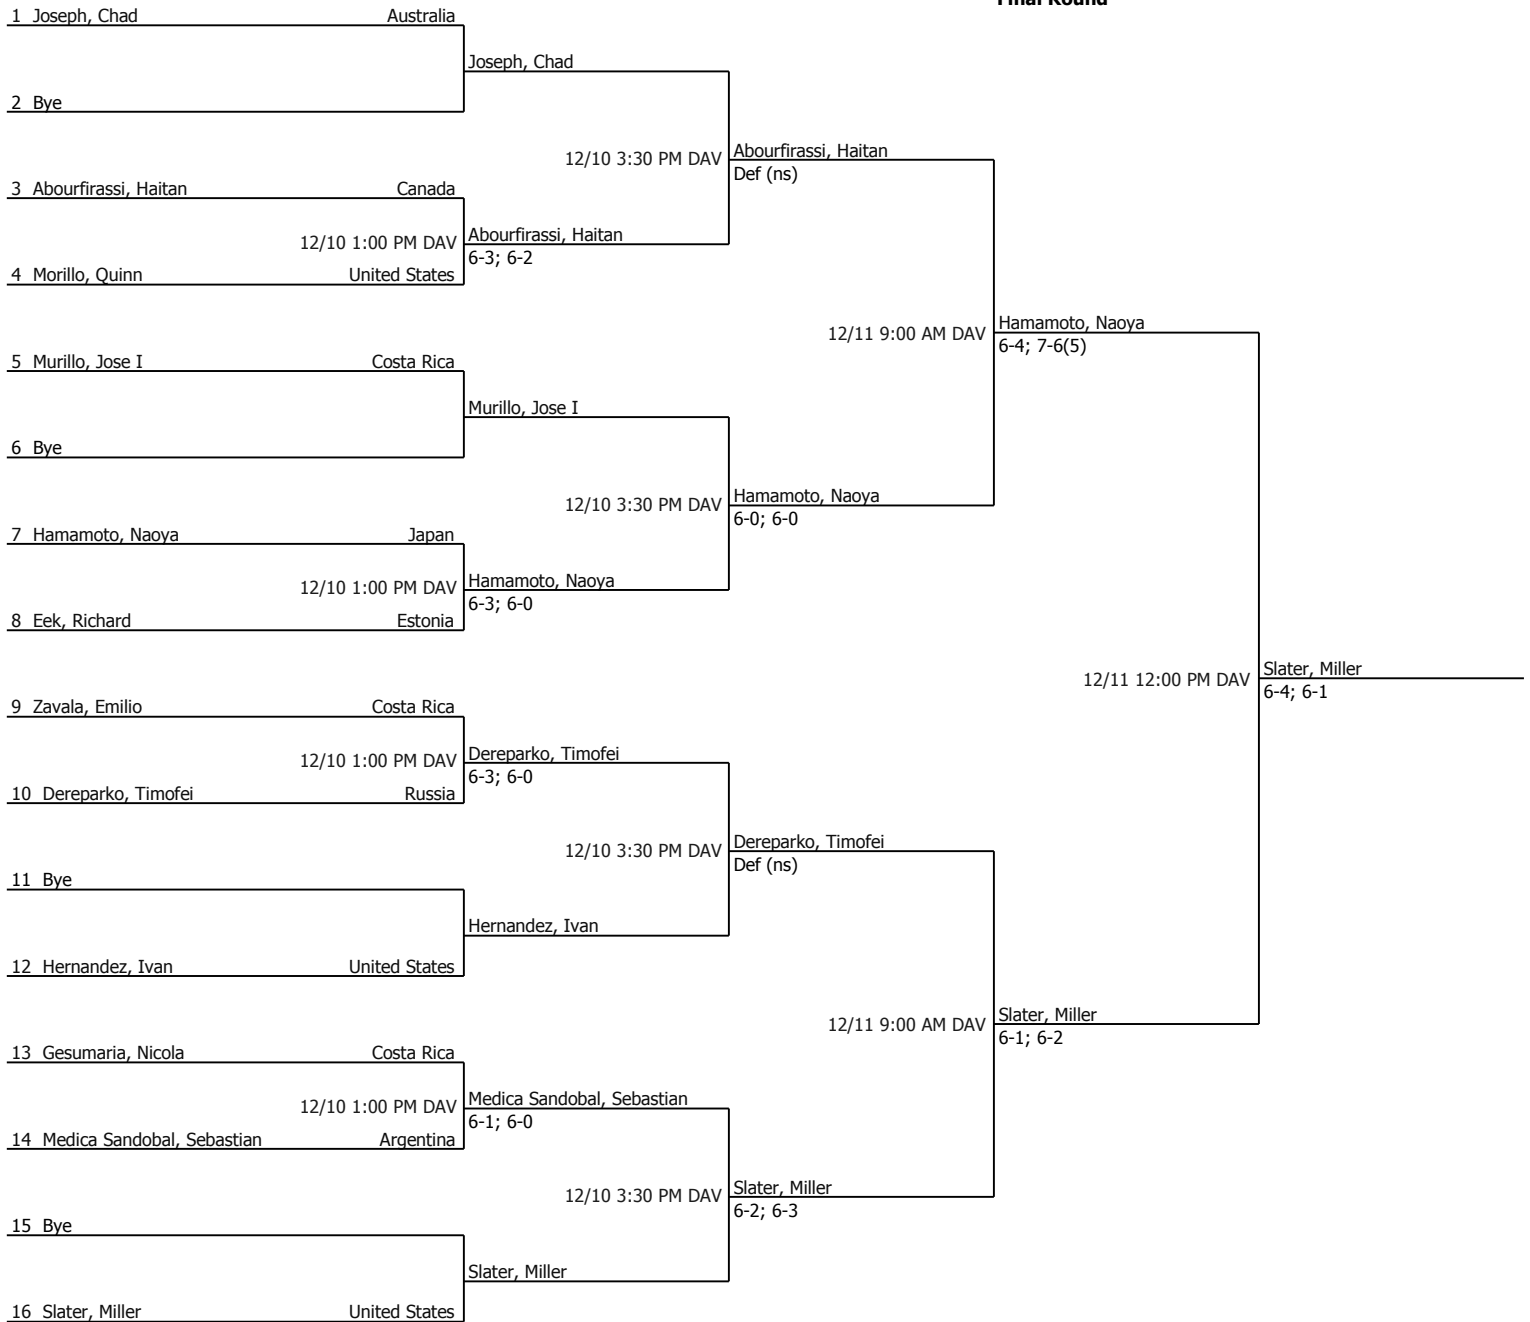 Final Round
1 Joseph, Chad Australia
Joseph, Chad
2 Bye
12/10 3:30 PM DAV Abourfirassi, Haitan
Def (ns)
3 Abourfirassi, Haitan Canada
12/10 1:00 PM DAV Abourfirassi, Haitan
6-3; 6-2
4 Morillo, Quinn United States
12/11 9:00 AM DAV Hamamoto, Naoya
6-4; 7-6(5)
5 Murillo, Jose I Costa Rica
Murillo, Jose I
6 Bye
12/10 3:30 PM DAV Hamamoto, Naoya
6-0; 6-0
7 Hamamoto, Naoya Japan
12/10 1:00 PM DAV Hamamoto, Naoya
6-3; 6-0
8 Eek, Richard Estonia
12/11 12:00 PM DAV Slater, Miller
6-4; 6-1
9 Zavala, Emilio Costa Rica
12/10 1:00 PM DAV Dereparko, Timofei
6-3; 6-0
10 Dereparko, Timofei Russia
12/10 3:30 PM DAV Dereparko, Timofei
Def (ns)
11 Bye
Hernandez, Ivan
12 Hernandez, Ivan United States
12/11 9:00 AM DAV Slater, Miller
6-1; 6-2
13 Gesumaria, Nicola Costa Rica
12/10 1:00 PM DAV Medica Sandobal, Sebastian
6-1; 6-0
14 Medica Sandobal, Sebastian Argentina
12/10 3:30 PM DAV Slater, Miller
6-2; 6-3
15 Bye
Slater, Miller
16 Slater, Miller United States